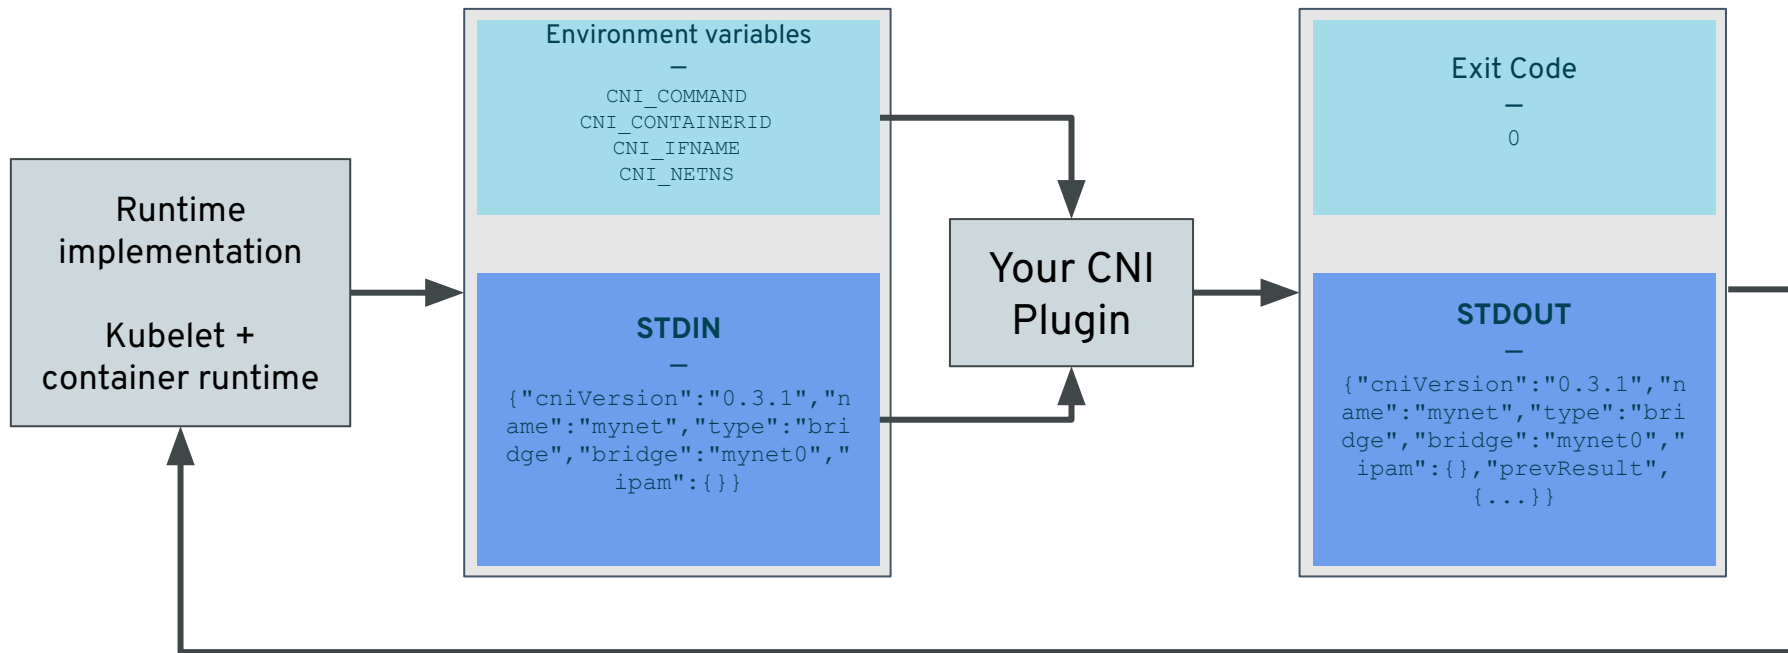 Runtime
implementation
Kubelet +
container runtime
Environment variables
—
CNI_COMMAND
CNI_CONTAINERID
CNI_IFNAME
CNI_NETNS
STDIN
—
{"cniVersion":"0.3.1","n
ame":"mynet","type":"bri
dge","bridge":"mynet0","
ipam":{}}
Your CNI
Plugin
Exit Code
—
0
STDOUT
—
{"cniVersion":"0.3.1","n
ame":"mynet","type":"bri
dge","bridge":"mynet0","
ipam":{},"prevResult",
{...}}